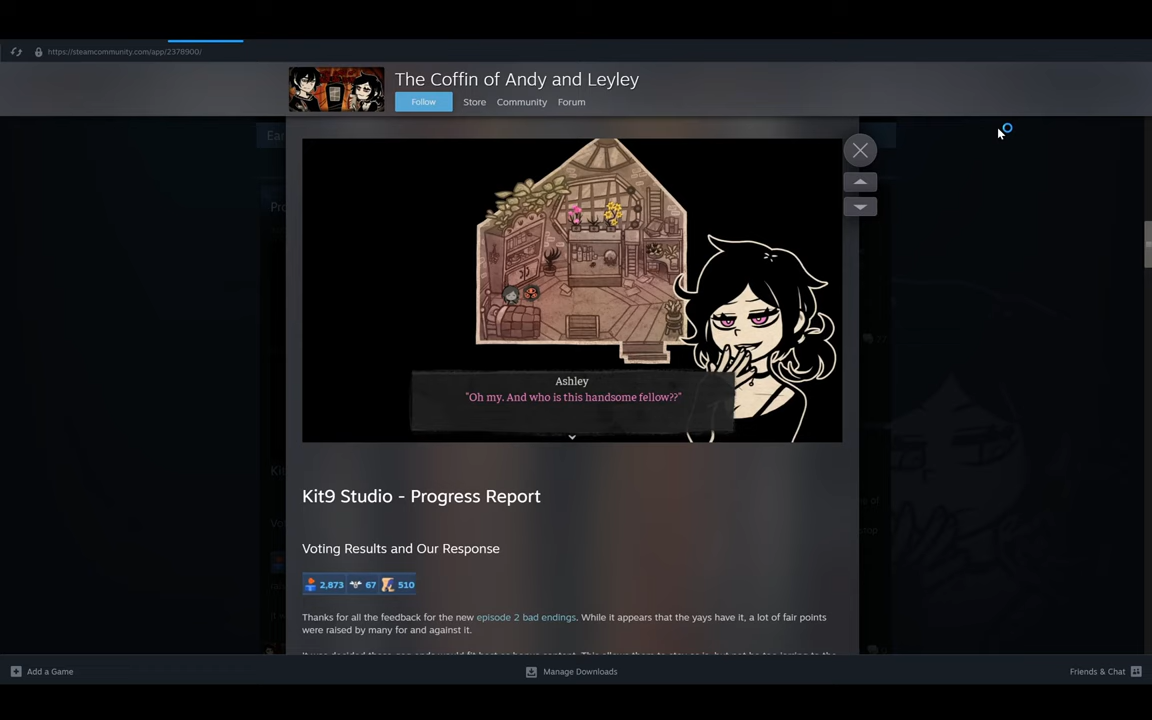 https://steamcommunity.com/app/2378900/
The Coffin of Andy and Leyley
Follow Store Community Forum
Ashley
"Oh my. And who is this handsome fellow??"
Kit9 Studio - Progress Report
Voting Results and Our Response
2,873 67 510
Thanks for all the feedback for the new episode 2 bad endings. While it appears that the yays have it, a lot of fair points
were raised by many for and against it.
Add a Game
Manage Downloads
Friends & Chat